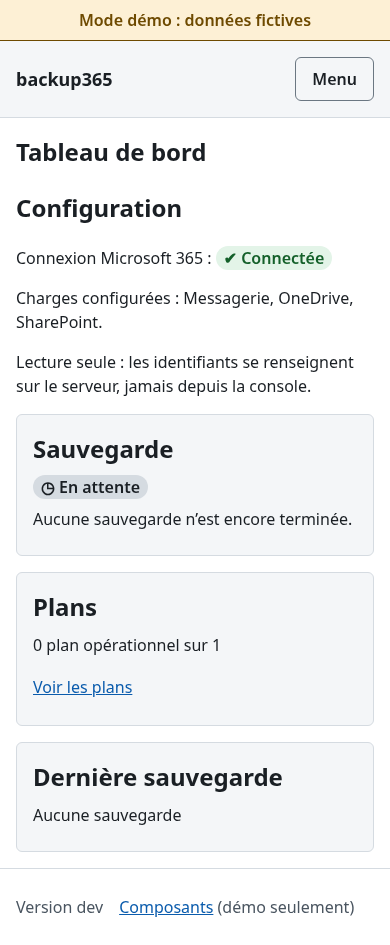 Mode démo : données fictives
backup365
Menu
Tableau de bord
Configuration
Connexion Microsoft 365 : ✔ Connectée
Charges configurées : Messagerie, OneDrive,
SharePoint.
Lecture seule : les identifiants se renseignent
sur le serveur, jamais depuis la console.
Sauvegarde
◷ En attente
Aucune sauvegarde n’est encore terminée.
Plans
0 plan opérationnel sur 1
Voir les plans
Dernière sauvegarde
Aucune sauvegarde
Version dev Composants (démo seulement)